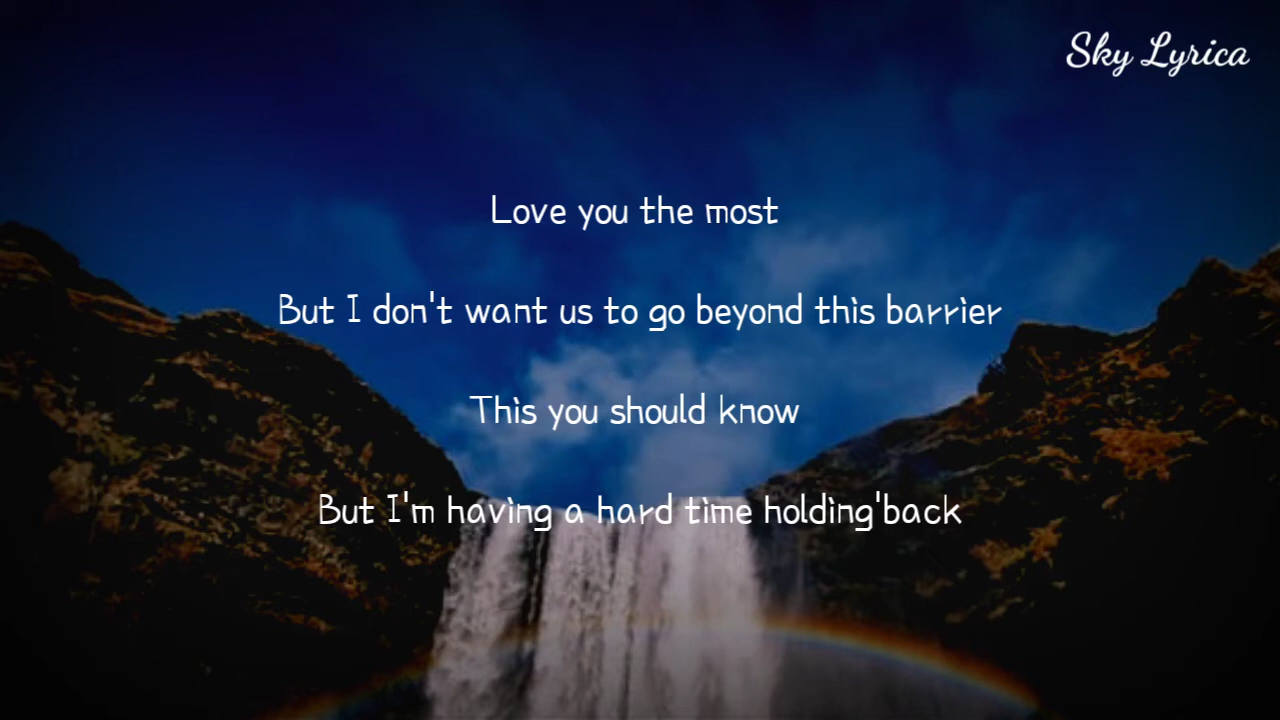 Sky Lyrica
Love you the most
But I don't want us to go beyond this barrier
This you should know
But I'm having a hard time holding'back